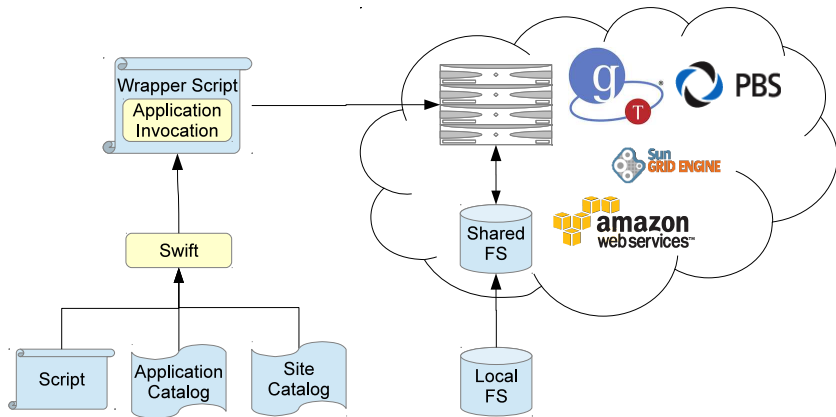 Wrapper Script
Application
Invocation
g
T
®
PBS
Sun
GRID ENGINE
amazon
webservices™
Shared
FS
Swift
Script
Application
Catalog
Site
Catalog
Local
FS